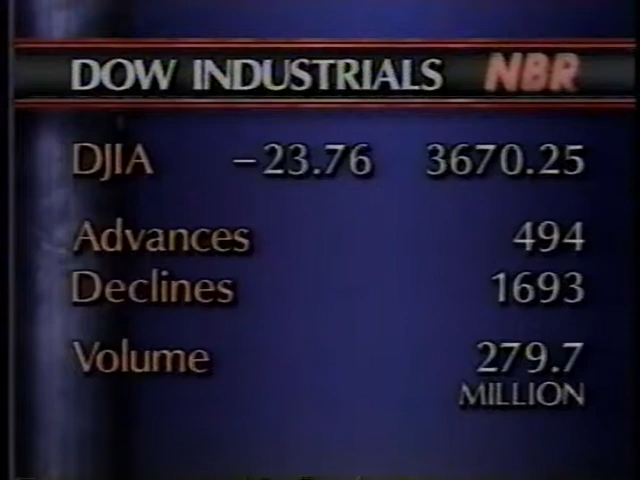 DOW INDUSTRIALS NBR
DJIA -23.76 3670.25
Advances 494
Declines 1693
Volume 279.7
MILLION